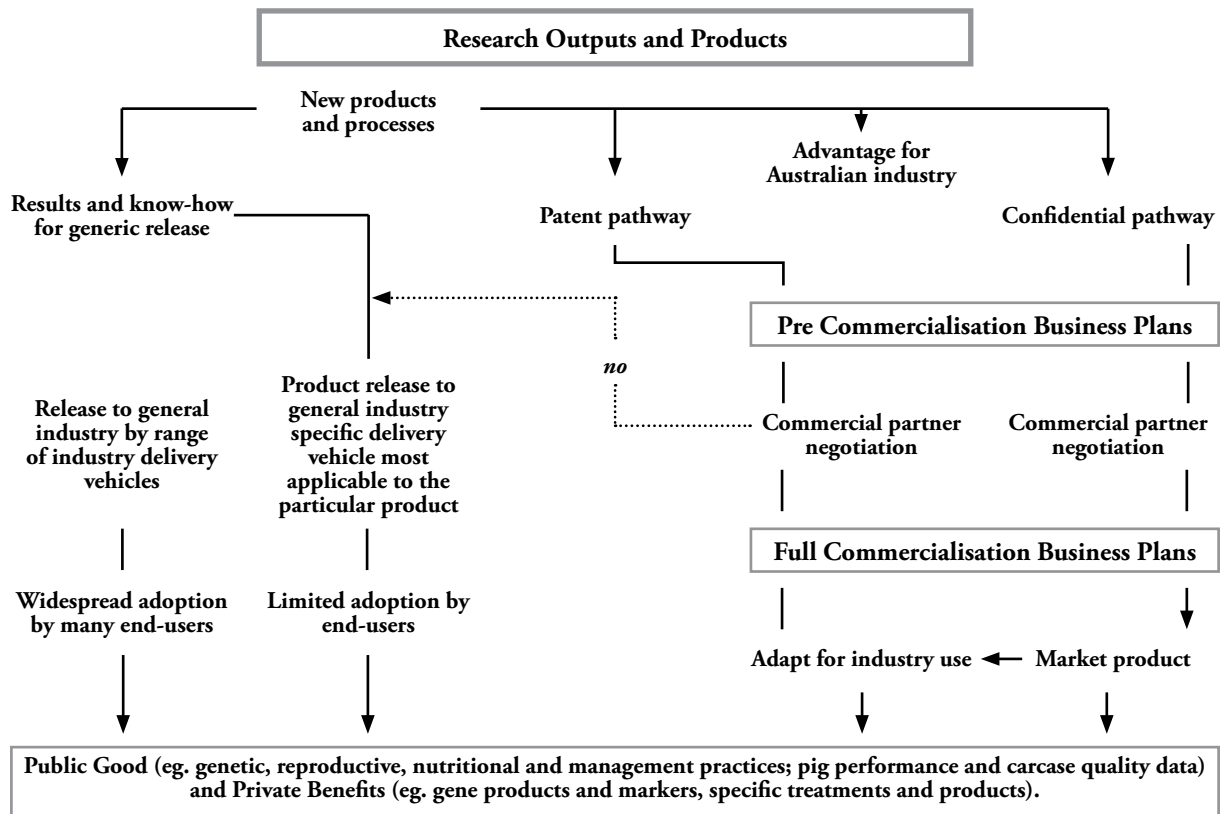 Research Outputs and Products
New products
and processes
Advantage for
Australian industry
Results and know-how
for generic release
Patent pathway
Confidential pathway
Pre Commercialisation Business Plans
no
Release to general
industry by range
of industry delivery
vehicles
Product release to
general industry
specific delivery
vehicle most
applicable to the
particular product
Commercial partner
negotiation
Commercial partner
negotiation
Full Commercialisation Business Plans
Widespread adoption
by many end-users
Limited adoption by
end-users
Adapt for industry use
Market product
Public Good (eg. genetic, reproductive, nutritional and management practices; pig performance and carcase quality data)
and Private Benefits (eg. gene products and markers, specific treatments and products).